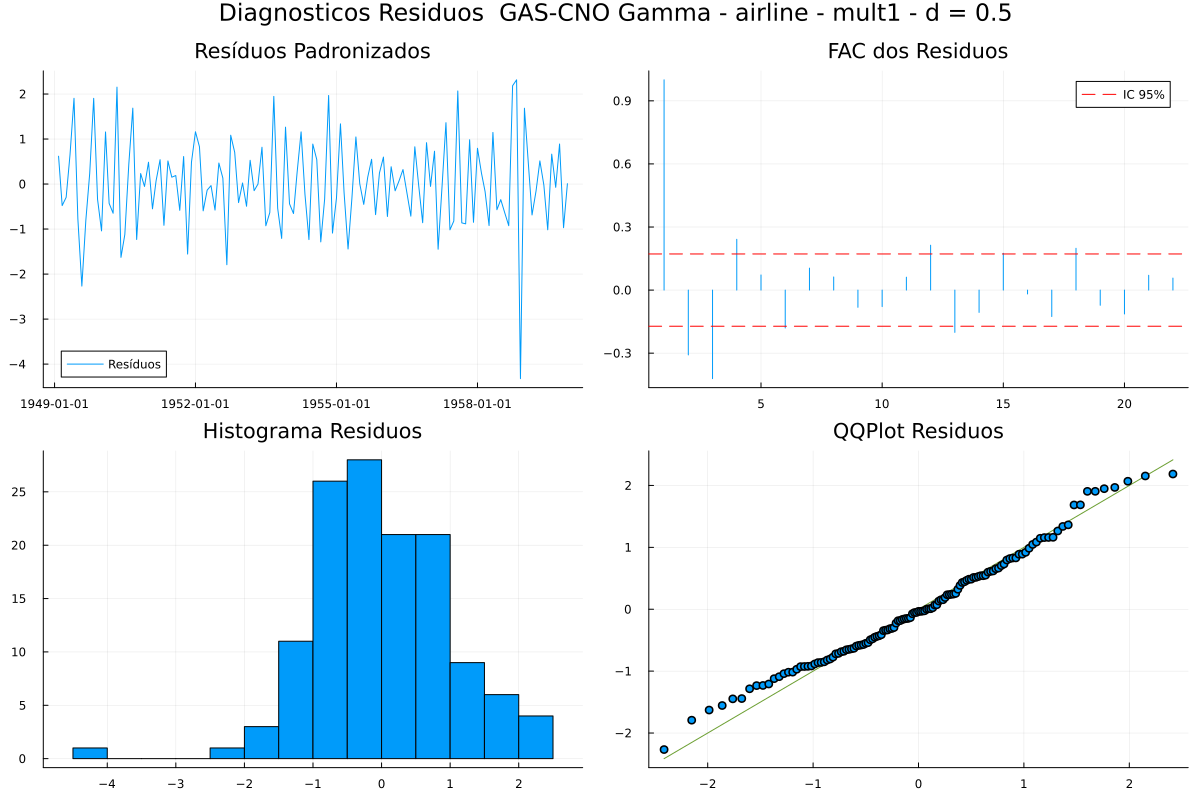 Diagnosticos Residuos  GAS-CNO Gamma - airline - mult1 - d = 0.5
Resíduos Padronizados
2
1
0
−1
−2
−3
−4
Resíduos
1949-01-01 1952-01-01 1955-01-01 1958-01-01
FAC dos Residuos
0.9
0.6
0.3
0.0
−0.3
IC 95%
5 10 15 20
Histograma Residuos
25
20
15
10
5
0
−4 −3 −2 −1 0 1 2
QQPlot Residuos
2
1
0
−1
−2
−2 −1 0 1 2